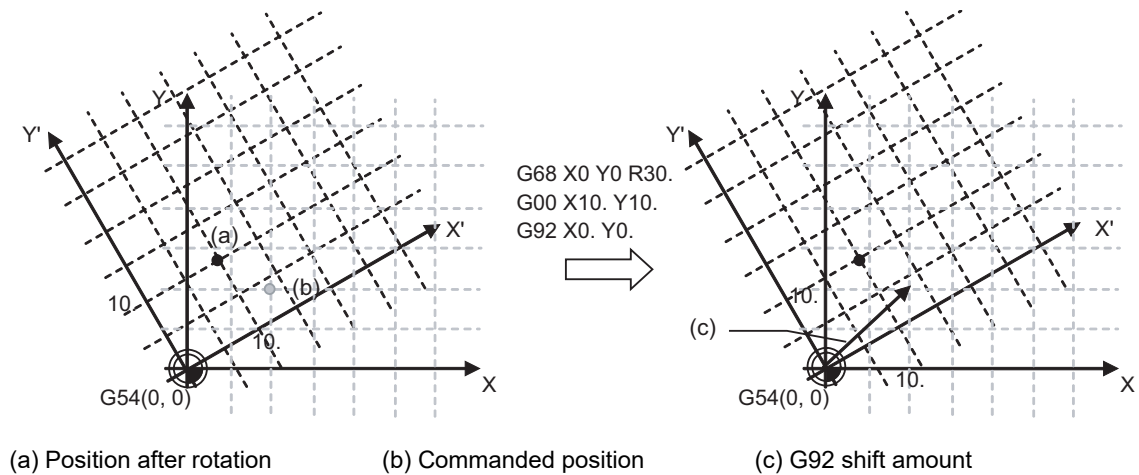 Y
Y'
(a)
X'
(b)
10.
10.
X
G54(0, 0)
G68 X0 Y0 R30.
G00 X10. Y10.
G92 X0. Y0.
Y
Y'
X'
10.
(c)
10.
X
G54(0, 0)
(a) Position after rotation
(b) Commanded position
(c) G92 shift amount